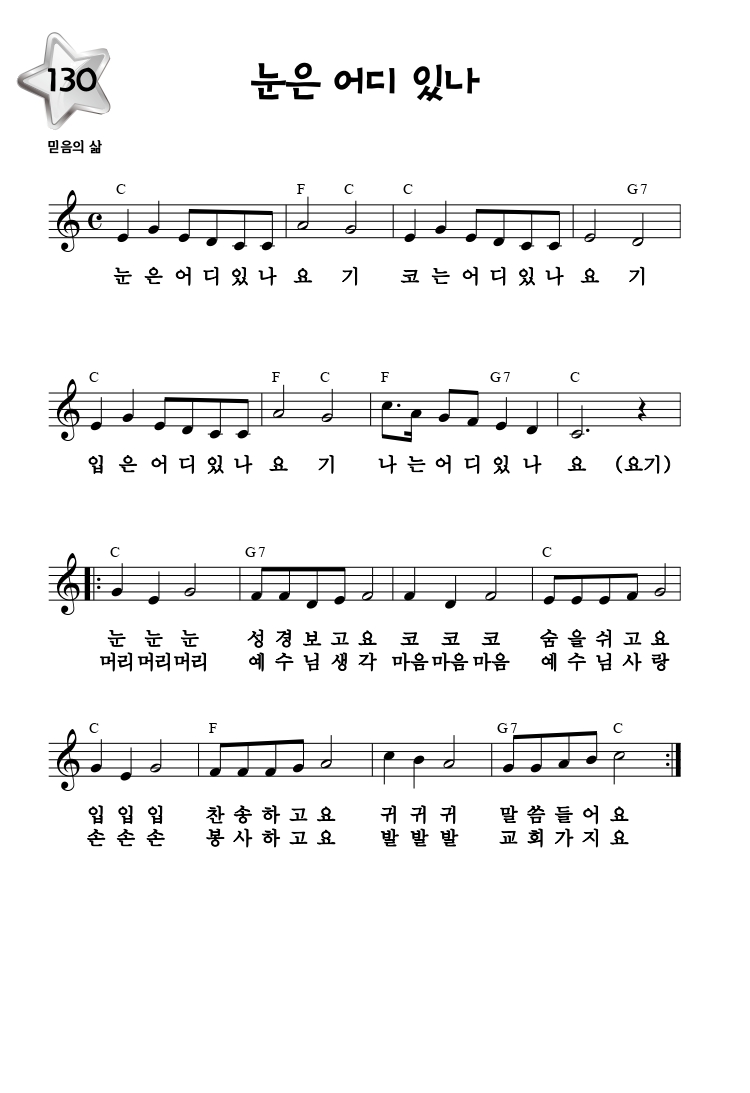 130
눈은 어디 있나
믿음의 삶
C F C C G7
눈 은 어 디 있 나 요 기 코 는 어 디 있 나 요 기
C F C F G7 C
입 은 어 디 있 나 요 기 나 는 어 디 있 나 요 (요기)
C G7 C
눈 눈 눈 성 경 보 고 요 코 코 코 숨 을 쉬 고 요
머리 머리 머리 예 수 님 생 각 마음 마음 마음 예 수 님 사 랑
C F G7 C
입 입 입 찬 송 하 고 요 귀 귀 귀 말 씀 들 어 요
손 손 손 봉 사 하 고 요 발 발 발 교 회 가 지 요